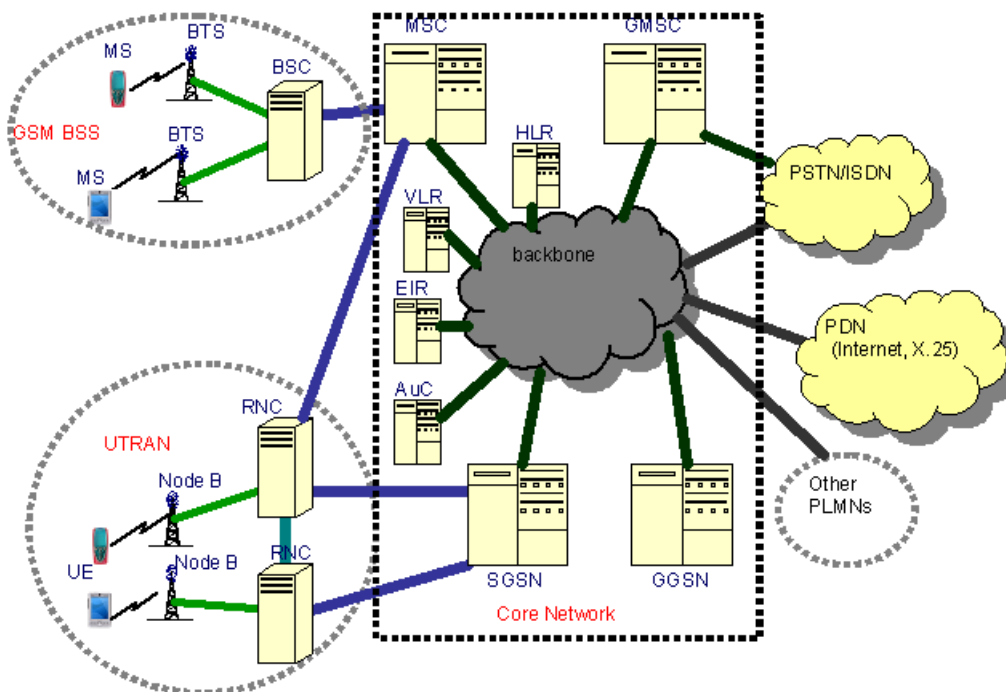 MSC
GMSC
BTS
MS
BSC
GSM BSS
BTS
MS
HLR
PSTN/ISDN
VLR
backbone
EIR
PDN
(Internet, X.25)
AuC
RNC
UTRAN
Node B
Other
PLMNs
RNC
Node B
UE
SGSN
GGSN
Core Network